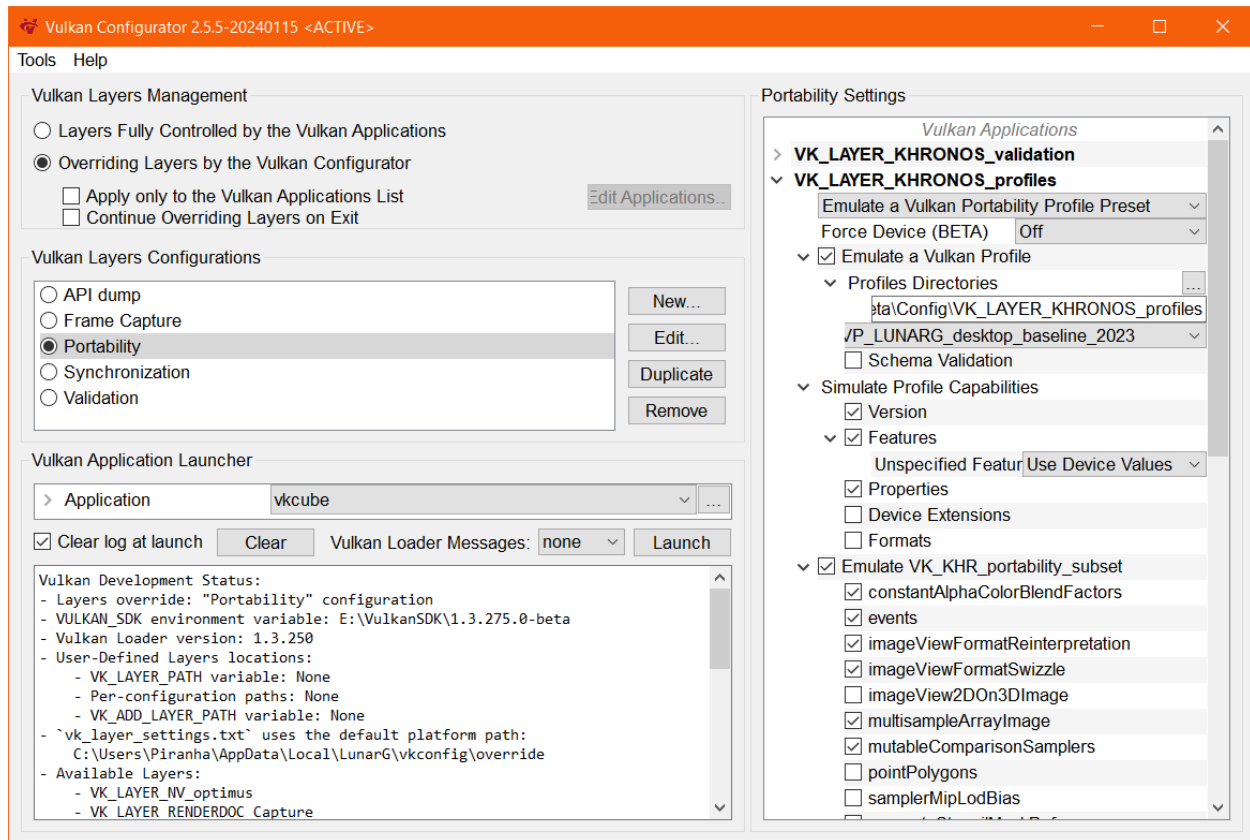 Vulkan Configurator 2.5.5-20240115 <ACTIVE>
Tools Help
Vulkan Layers Management
Layers Fully Controlled by the Vulkan Applications
Overriding Layers by the Vulkan Configurator
Apply only to the Vulkan Applications List
Edit Applications..
Continue Overriding Layers on Exit
Vulkan Layers Configurations
API dump
Frame Capture
Portability
Synchronization
Validation
New...
Edit...
Duplicate
Remove
Vulkan Application Launcher
Application vkcube ...
Clear log at launch Clear Vulkan Loader Messages: none Launch
Vulkan Development Status:
- Layers override: "Portability" configuration
- VULKAN_SDK environment variable: E:\VulkanSDK\1.3.275.0-beta
- Vulkan Loader version: 1.3.250
- User-Defined Layers locations:
- VK_LAYER_PATH variable: None
- Per-configuration paths: None
- VK_ADD_LAYER_PATH variable: None
- `vk_layer_settings.txt` uses the default platform path:
C:\Users\Piranha\AppData\Local\LunarG\vkconfig\override
- Available Layers:
- VK_LAYER_NV_optimus
- VK_LAYER_RENDERDOC_Capture
Portability Settings
Vulkan Applications
VK_LAYER_KHRONOS_validation
VK_LAYER_KHRONOS_profiles
Emulate a Vulkan Portability Profile Preset
Force Device (BETA) Off
Emulate a Vulkan Profile
Profiles Directories ...
eta\Config\VK_LAYER_KHRONOS_profiles
VP_LUNARG_desktop_baseline_2023
Schema Validation
Simulate Profile Capabilities
Version
Features
Unspecified Featur Use Device Values
Properties
Device Extensions
Formats
Emulate VK_KHR_portability_subset
constantAlphaColorBlendFactors
events
imageViewFormatReinterpretation
imageViewFormatSwizzle
imageView2DOn3DImage
multisampleArrayImage
mutableComparisonSamplers
pointPolygons
samplerMipLodBias